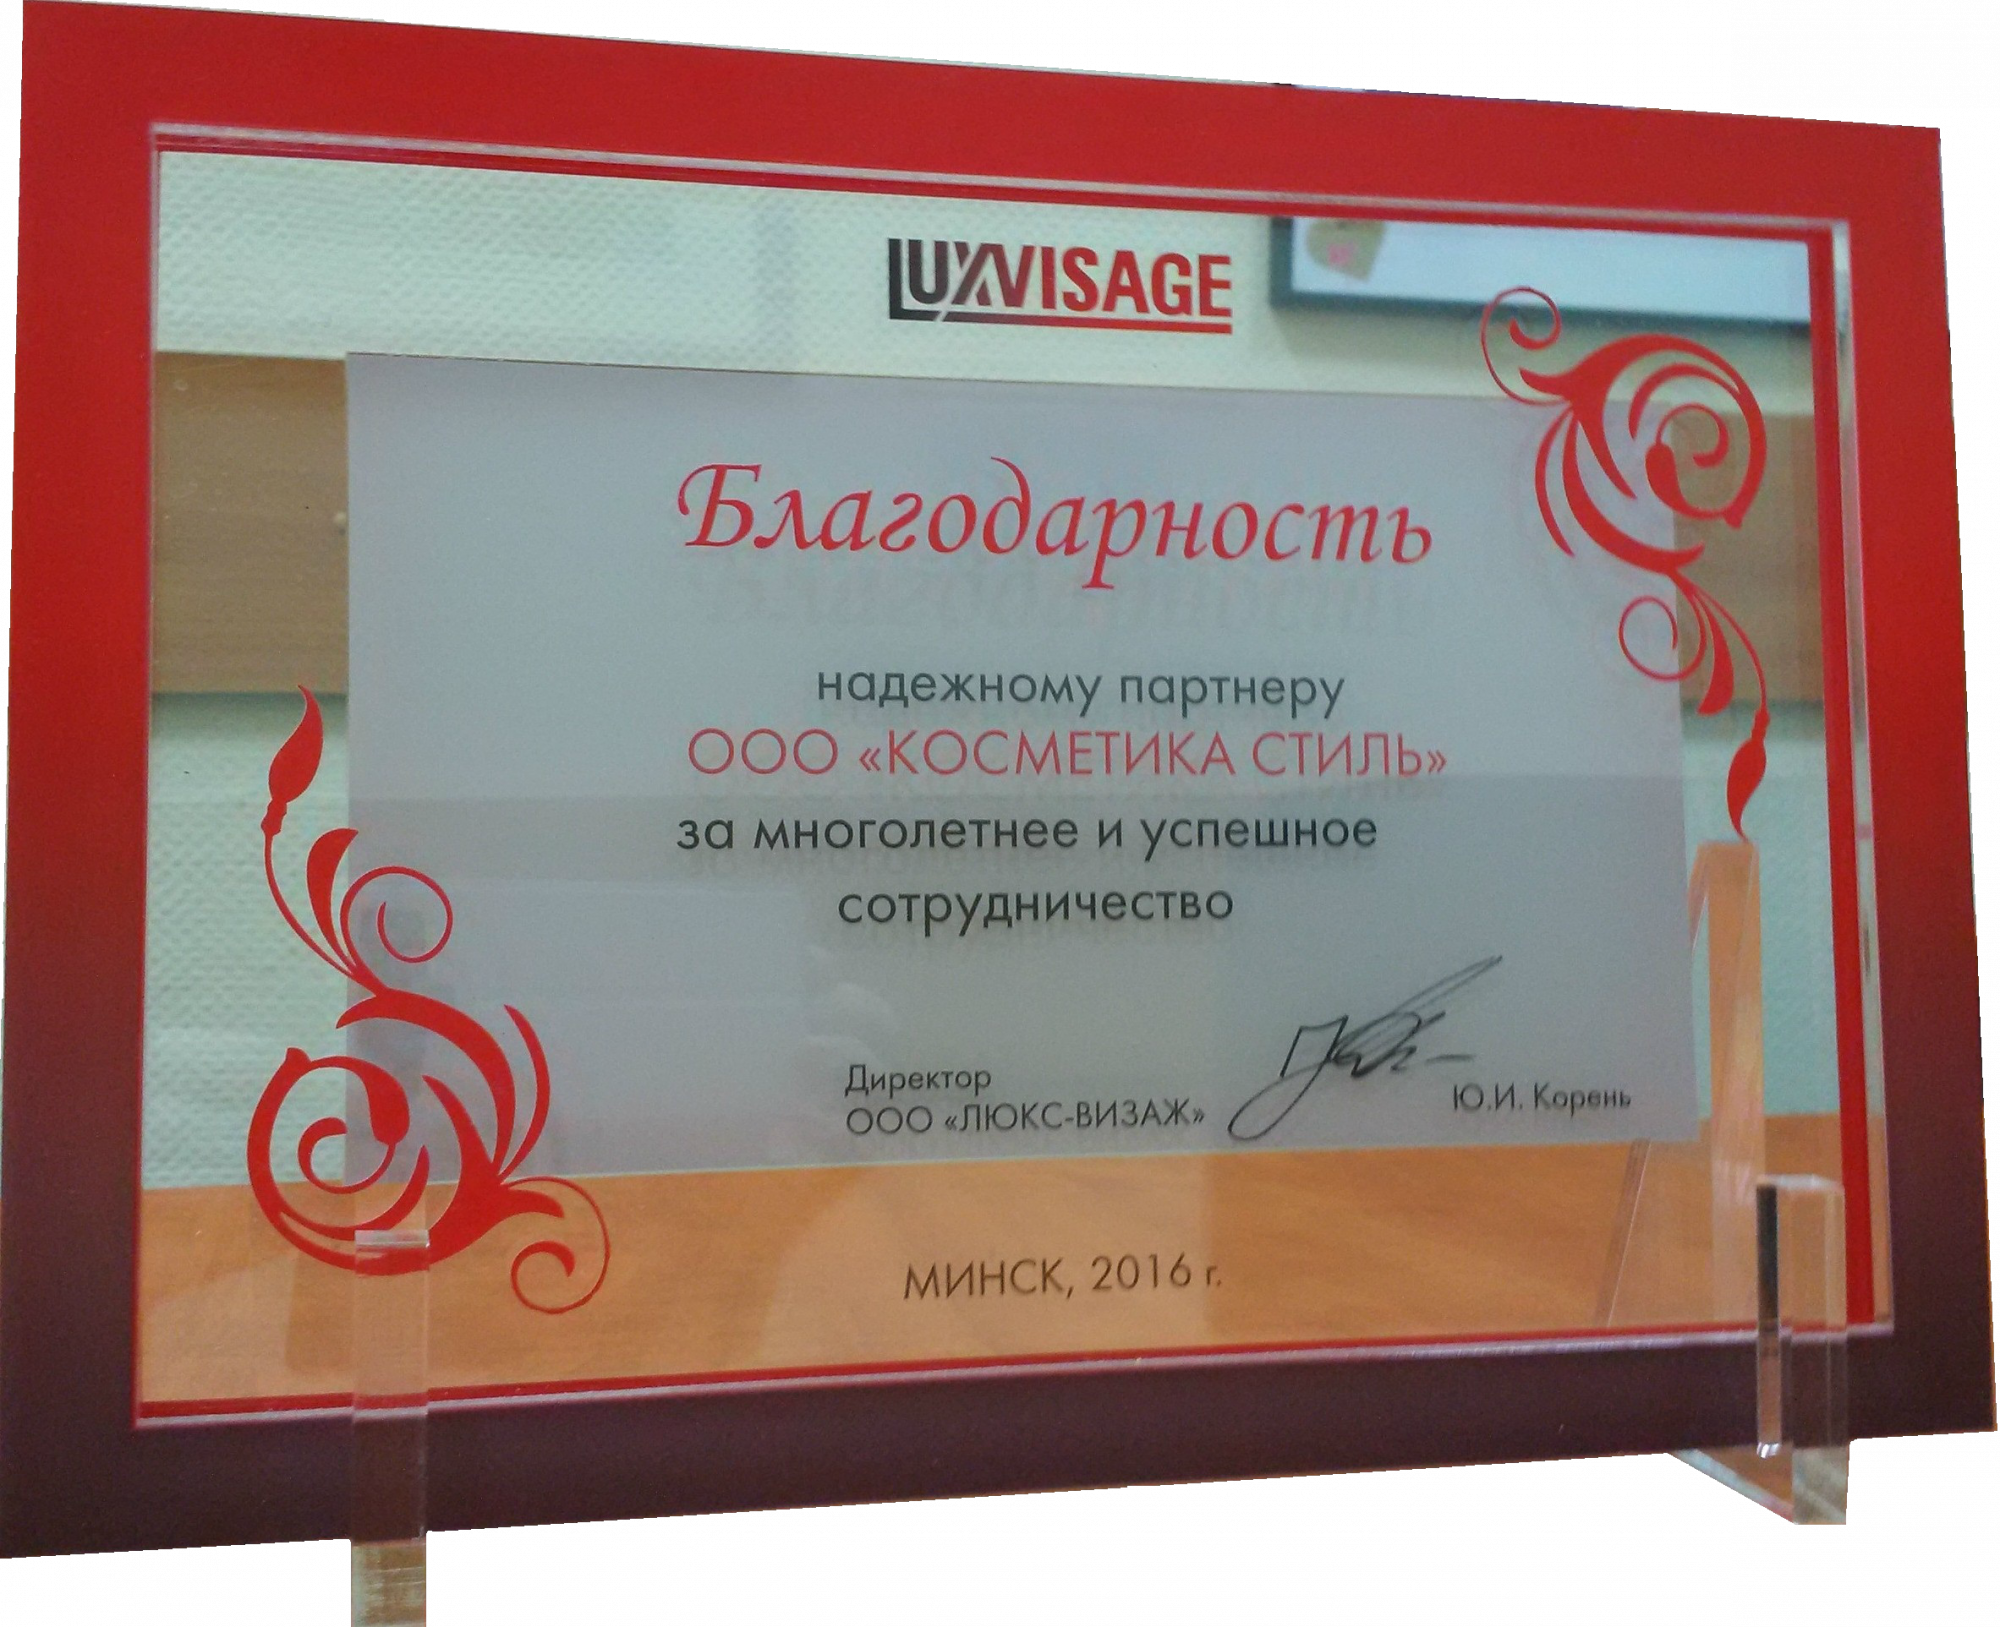 LUXVISAGE
Благодарность
надежному партнеру
ООО «КОСМЕТИКА СТИЛЬ»
за многолетнее и успешное
сотрудничество
Директор
ООО «ЛЮКС-ВИЗАЖ»
Ю.И. Корень
МИНСК, 2016 г.